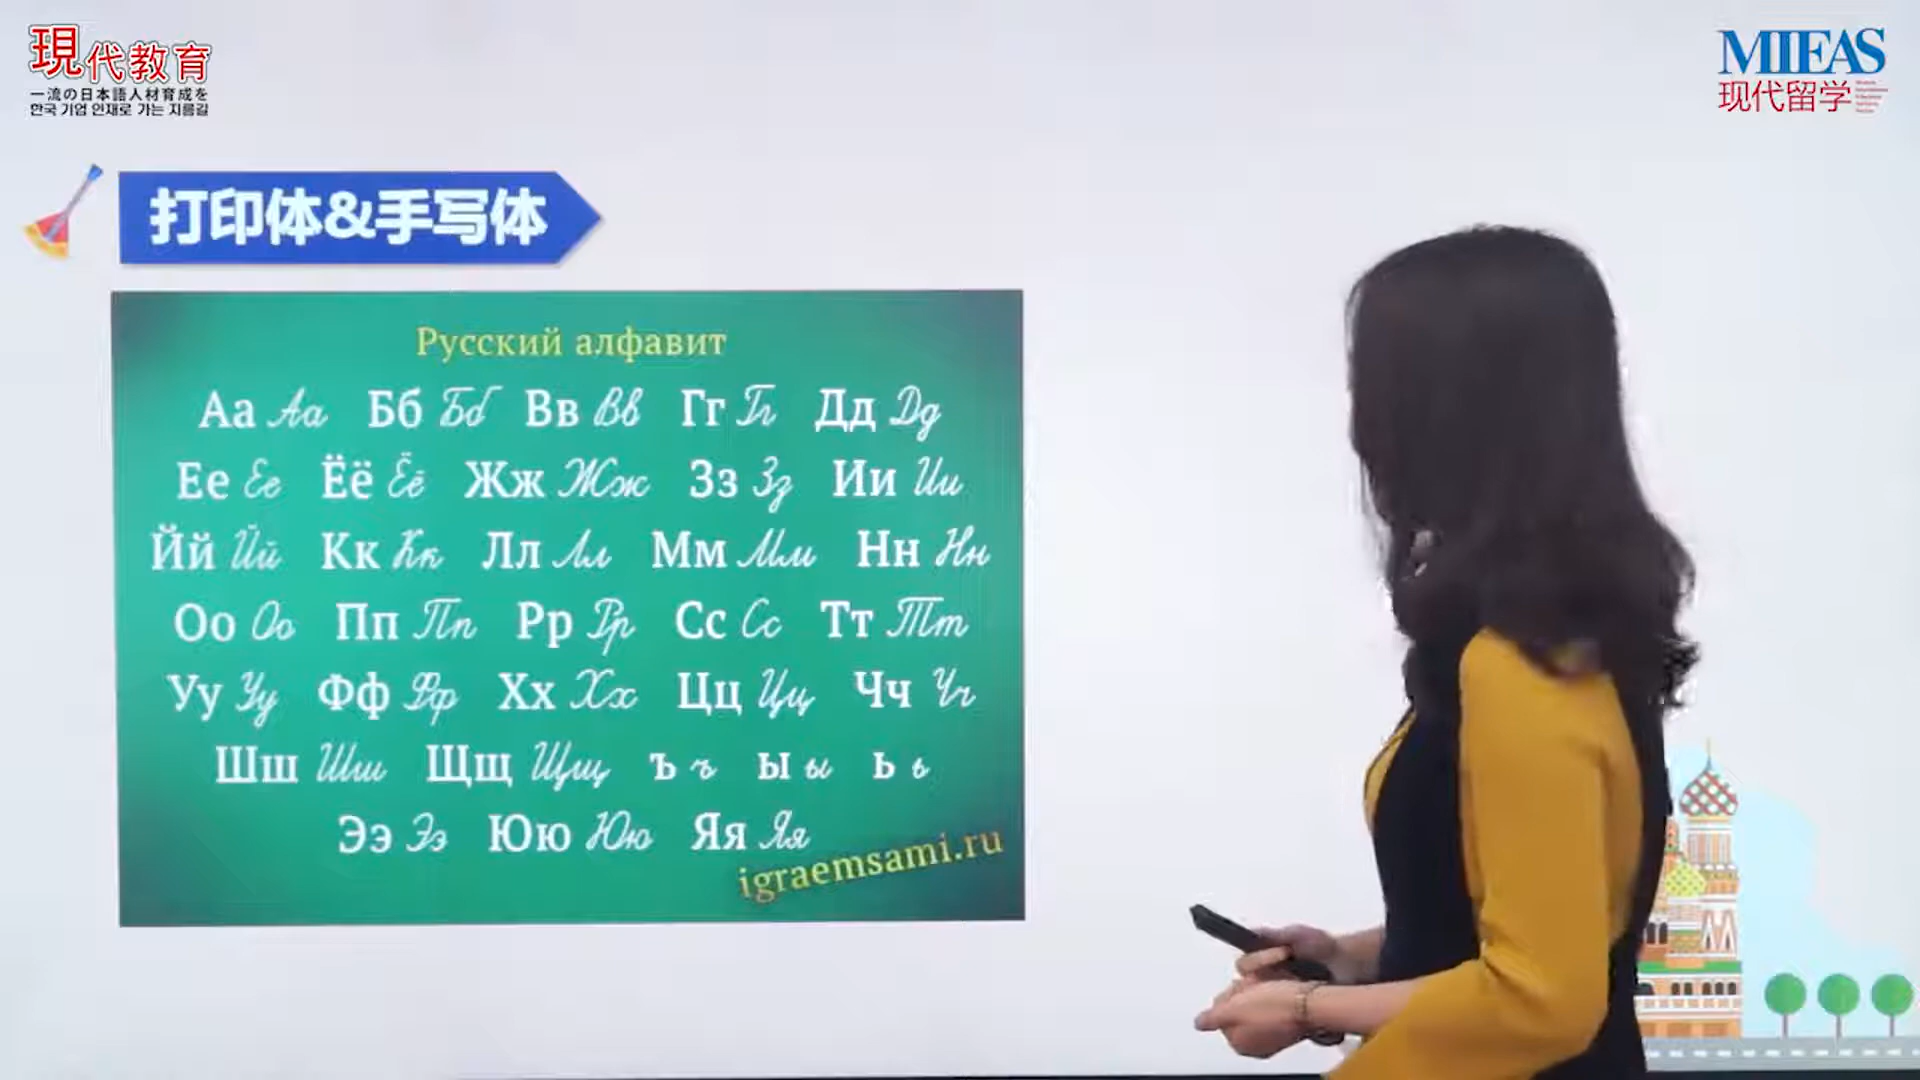 現代教育
一流の日本語人材育成を
한국 기업 인재로 가는 지름길
MIEAS
现代留学
打印体&手写体
Русский алфавит
Аа Аа Бб Бб Вв Вв Гг Гг Дд Дд
Ее Ее Ёё Ёё Жж Жж Зз Зз Ии Ии
Йй Йй Кк Кк Лл Лл Мм Мм Нн Нн
Оо Оо Пп Пп Рр Рр Сс Сс Тт Тт
Уу Уу Фф Фф Хх Хх Цц Цц Чч Чч
Шш Шш Щщ Щщ ъ ъ ы ы ь ь
Ээ Ээ Юю Юю Яя Яя
igraemsami.ru